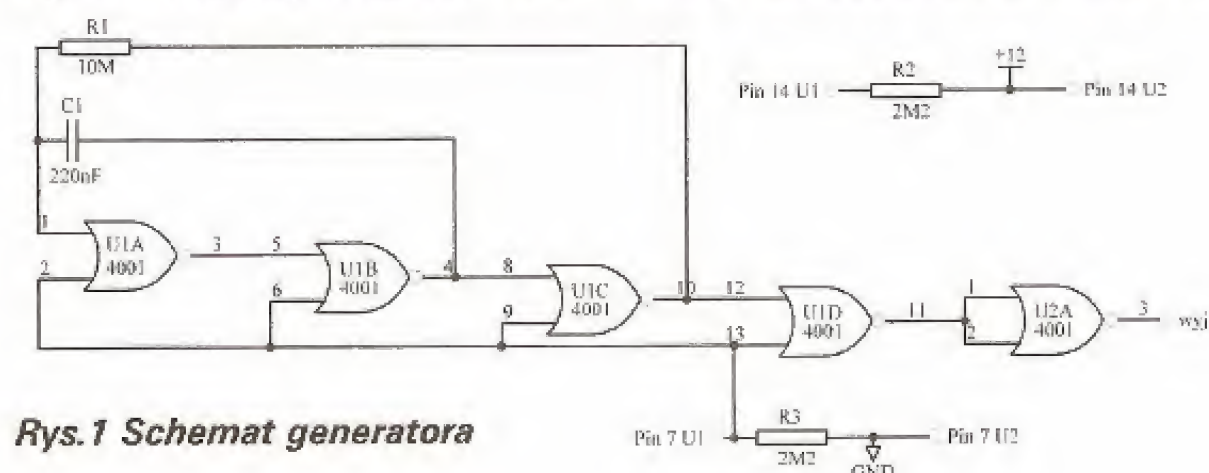 R1
10M
C1
220nF
1
2
U1A
4001
3
5
6
U1B
4001
4
8
9
U1C
4001
10
12
13
U1D
4001
11
1
2
U2A
4001
3
wyj
Pin 14 U1
R2
2M2
+12
Pin 14 U2
Pin 7 U1
R3
2M2
GND
Pin 7 U2
Rys.1 Schemat generatora